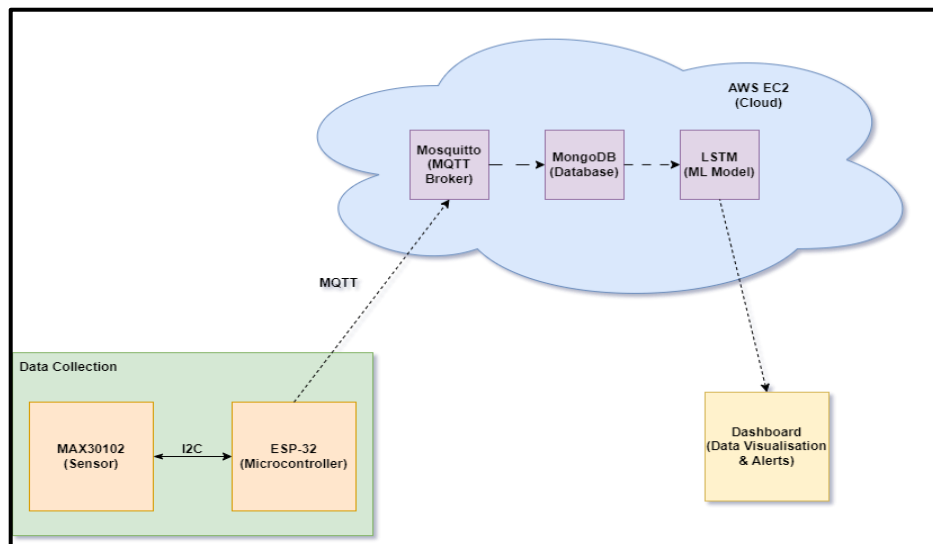 AWS EC2
(Cloud)
Mosquitto
(MQTT
Broker)
MongoDB
(Database)
LSTM
(ML Model)
MQTT
Data Collection
MAX30102
(Sensor)
I2C
ESP-32
(Microcontroller)
Dashboard
(Data Visualisation
& Alerts)